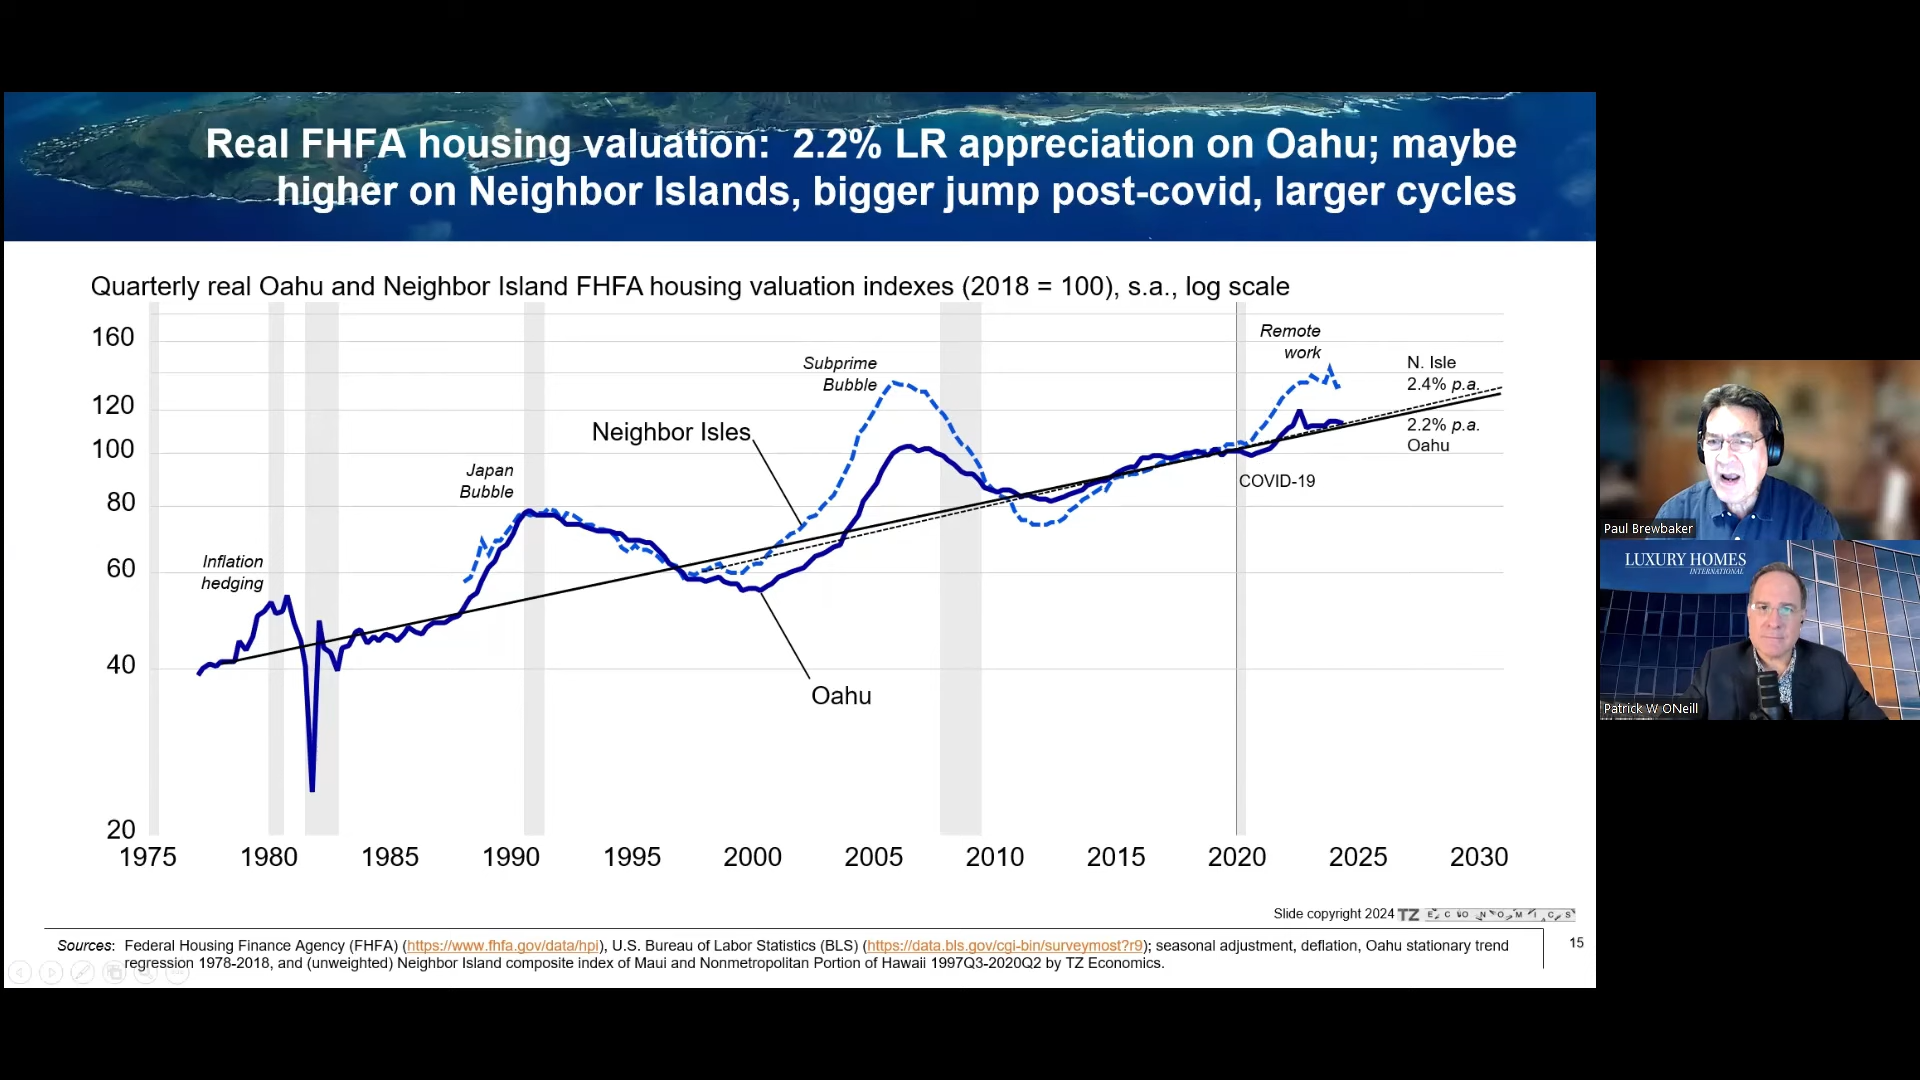 Real FHFA housing valuation: 2.2% LR appreciation on Oahu; maybe
higher on Neighbor Islands, bigger jump post-covid, larger cycles
Quarterly real Oahu and Neighbor Island FHFA housing valuation indexes (2018 = 100), s.a., log scale
160
120
100
80
60
40
20
1975
1980
1985
1990
1995
2000
2005
2010
2015
2020
2025
2030
Inflation
hedging
Japan
Bubble
Neighbor Isles
Subprime
Bubble
Oahu
Remote
work
N. Isle
2.4% p.a.
2.2% p.a.
Oahu
COVID-19
Slide copyright 2024 TZ ECONOMICS
Sources: Federal Housing Finance Agency (FHFA) (https://www.fhfa.gov/data/hpi), U.S. Bureau of Labor Statistics (BLS) (https://data.bls.gov/cgi-bin/surveymost?r9); seasonal adjustment, deflation, Oahu stationary trend
regression 1978-2018, and (unweighted) Neighbor Island composite index of Maui and Nonmetropolitan Portion of Hawaii 1997Q3-2020Q2 by TZ Economics.
15
Paul Brewbaker
LUXURY HOMES
INTERNATIONAL
Patrick W ONeill